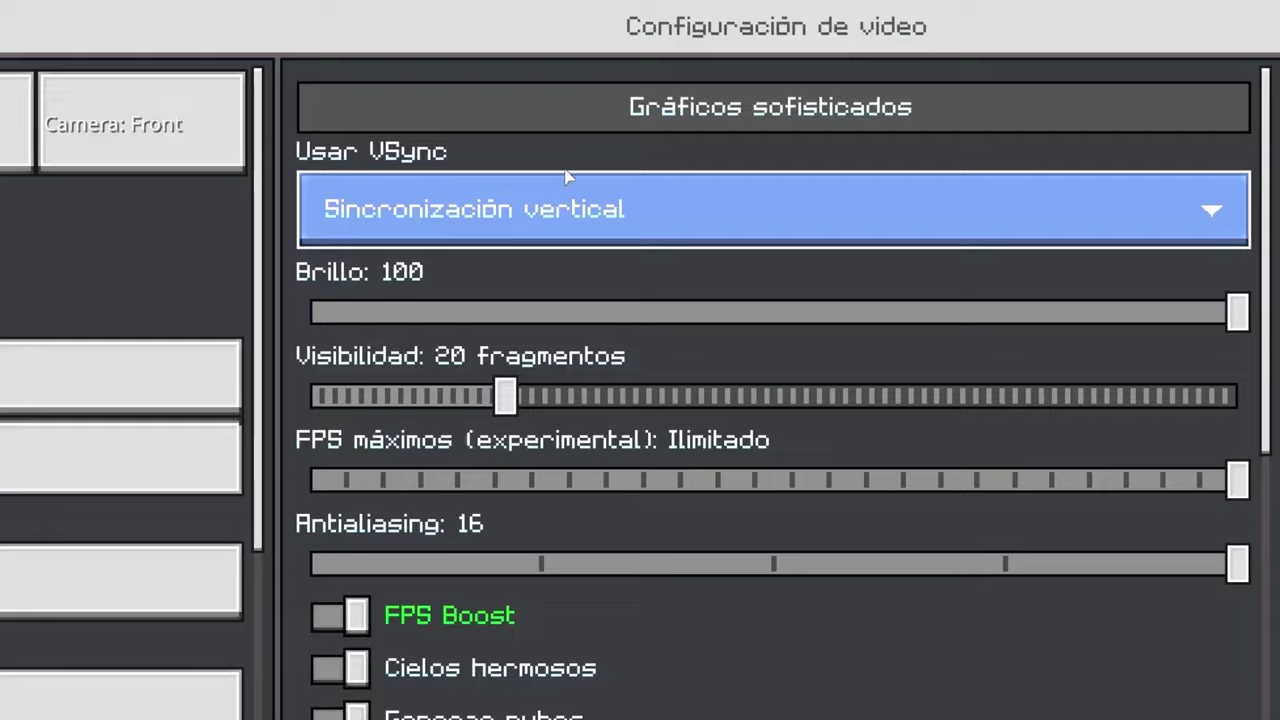 Configuración de video
Camera: Front
Gráficos sofisticados
Usar VSync
Sincronización vertical
Brillo: 100
Visibilidad: 20 fragmentos
FPS máximos (experimental): Ilimitado
Antialiasing: 16
FPS Boost
Cielos hermosos